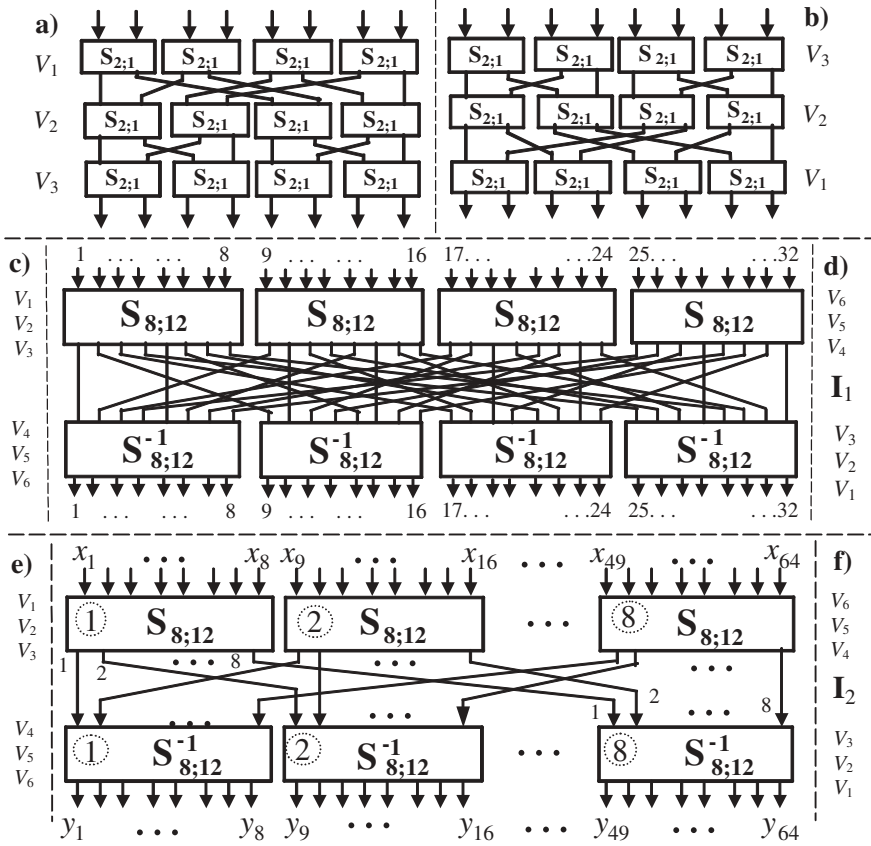 a)
b)
V1 S2;1 S2;1 S2;1 S2;1
S2;1 S2;1 S2;1 S2;1 V3
V2 S2;1 S2;1 S2;1 S2;1
S2;1 S2;1 S2;1 S2;1 V2
V3 S2;1 S2;1 S2;1 S2;1
S2;1 S2;1 S2;1 S2;1 V1
c) 1 ... ... 8 9 ... ... 16 17... ...24 25... ...32 d)
V1 V6
V2 S8;12 S8;12 S8;12 S8;12 V5
V3 V4
I1
V4 V3
V5 S-18;12 S-18;12 S-18;12 S-18;12 V2
V6 V1
1 ... ... 8 9 ... ... 16 17... ...24 25... ...32
e) x1 ... x8 x9 ... x16 ... x49 ... x64 f)
V1 V6
V2 1 S8;12 2 S8;12 ... 8 S8;12 V5
V3 V4
1 2 ... 8 ... ...
I2
... ... 1 2 ... 8
V4 V3
V5 1 S-18;12 2 S-18;12 ... 8 S-18;12 V2
V6 V1
y1 ... y8 y9 ... y16 ... y49 ... y64